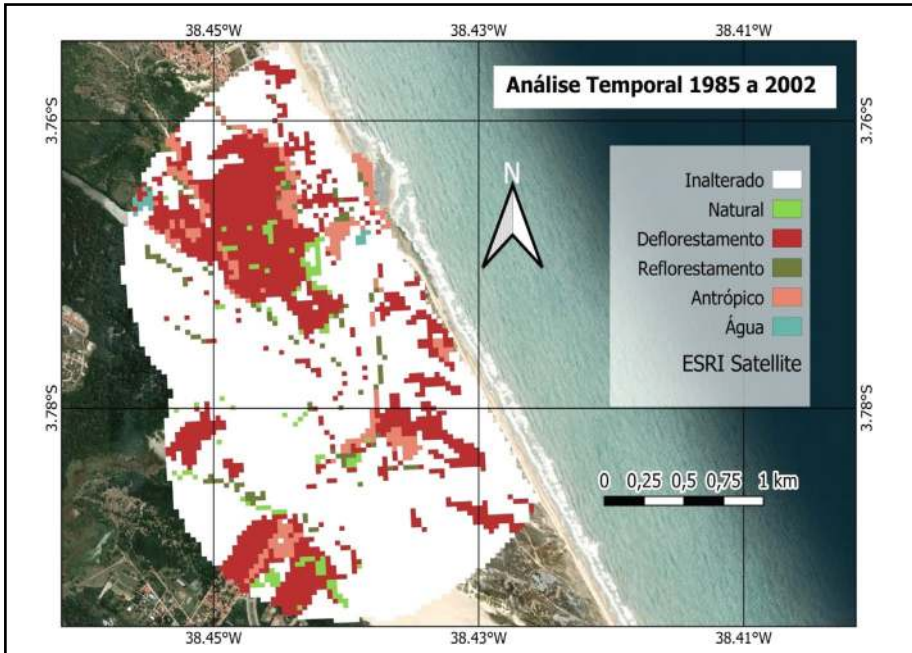 38.45°W 38.43°W 38.41°W
Análise Temporal 1985 a 2002
3.76°S 3.76°S
N
Inalterado
Natural
Deflorestamento
Reflorestamento
Antrópico
Água
ESRI Satellite
3.78°S 3.78°S
0 0,25 0,5 0,75 1 km
38.45°W 38.43°W 38.41°W